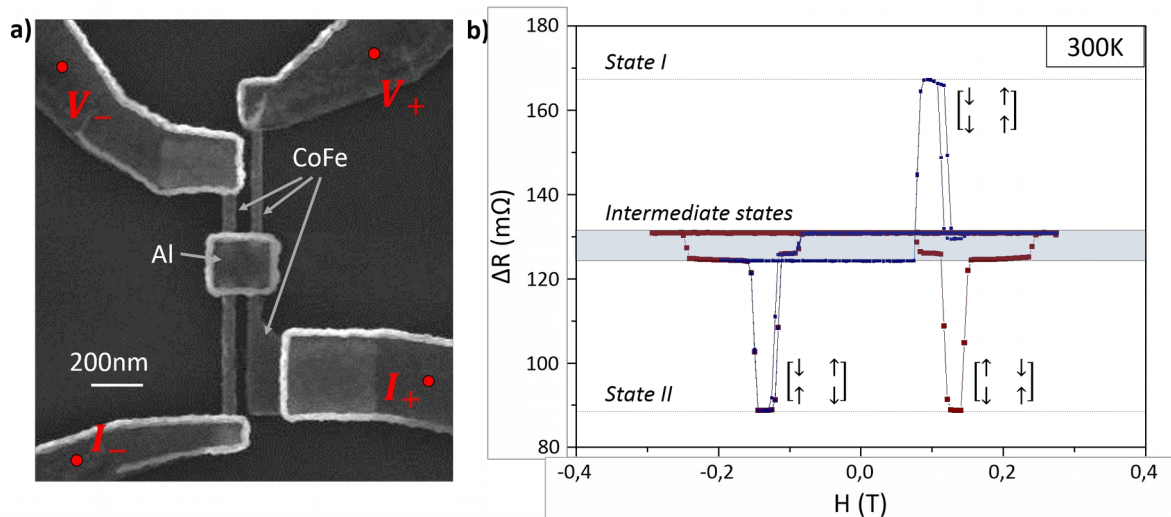 a)
V₋
V₊
CoFe
Al
200nm
I₊
I₋
b)
300K
State I
[↓ ↑
↓ ↑]
Intermediate states
[↓ ↑
↑ ↓]
[↑ ↓
↓ ↑]
State II
ΔR (mΩ)
160
140
120
100
80
-0,4
-0,2
0,0
0,2
0,4
H (T)